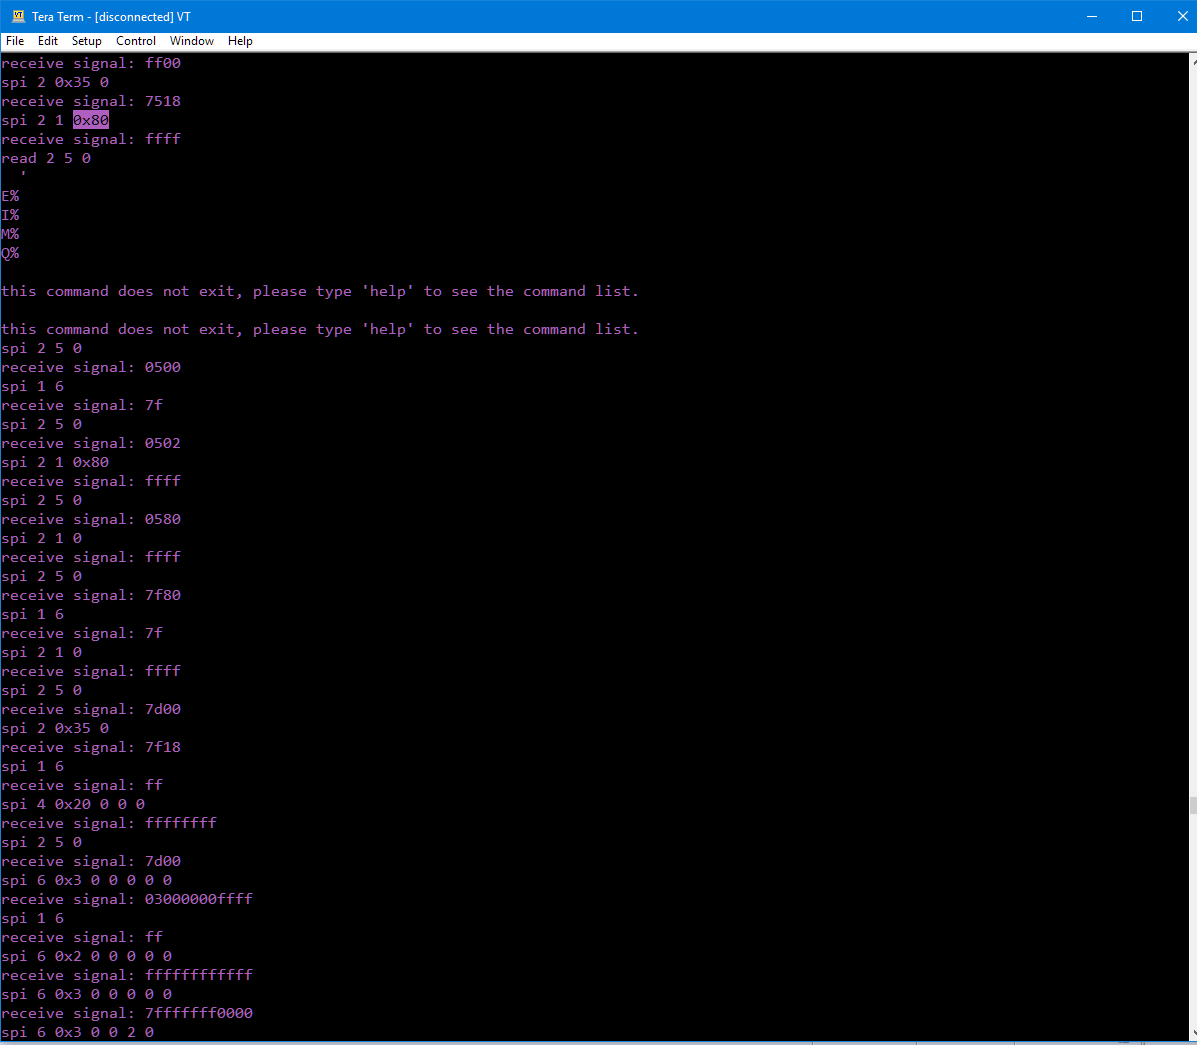 Tera Term - [disconnected] VT
File Edit Setup Control Window Help
receive signal: ff00
spi 2 0x35 0
receive signal: 7518
spi 2 1 0x80
receive signal: ffff
read 2 5 0
'
E%
I%
M%
Q%
this command does not exit, please type 'help' to see the command list.
this command does not exit, please type 'help' to see the command list.
spi 2 5 0
receive signal: 0500
spi 1 6
receive signal: 7f
spi 2 5 0
receive signal: 0502
spi 2 1 0x80
receive signal: ffff
spi 2 5 0
receive signal: 0580
spi 2 1 0
receive signal: ffff
spi 2 5 0
receive signal: 7f80
spi 1 6
receive signal: 7f
spi 2 1 0
receive signal: ffff
spi 2 5 0
receive signal: 7d00
spi 2 0x35 0
receive signal: 7f18
spi 1 6
receive signal: ff
spi 4 0x20 0 0 0
receive signal: ffffffff
spi 2 5 0
receive signal: 7d00
spi 6 0x3 0 0 0 0 0
receive signal: 03000000ffff
spi 1 6
receive signal: ff
spi 6 0x2 0 0 0 0 0
receive signal: ffffffffffff
spi 6 0x3 0 0 0 0 0
receive signal: 7fffffff0000
spi 6 0x3 0 0 2 0